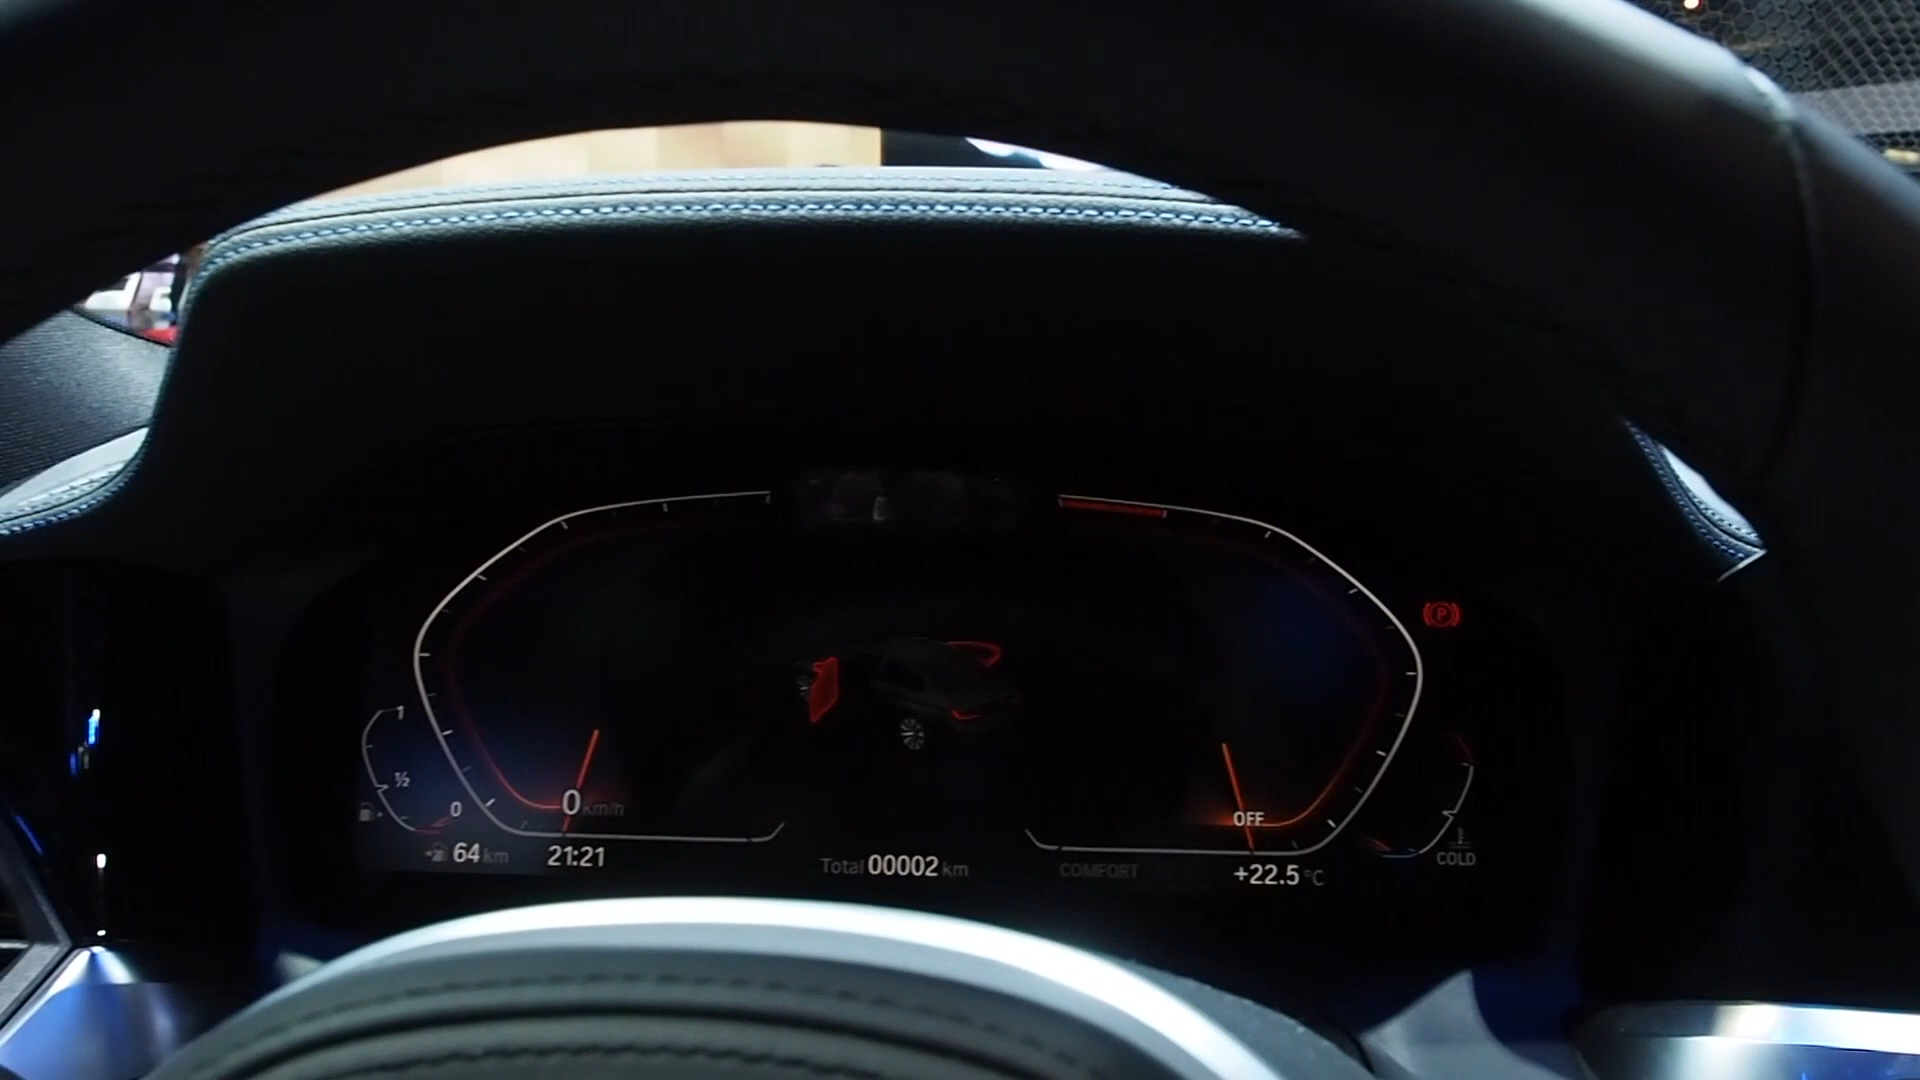 P
1
½
0
0 km/h
OFF
64 km
21:21
Total 00002 km
COMFORT
+22.5 °C
COLD